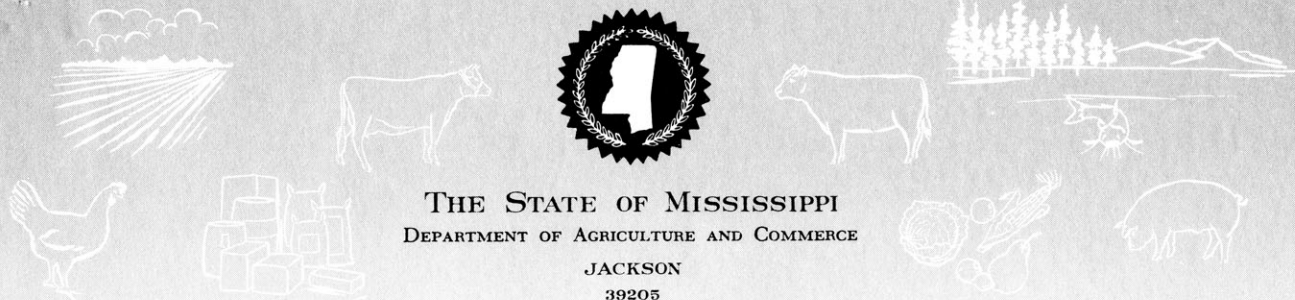 THE STATE OF MISSISSIPPI
DEPARTMENT OF AGRICULTURE AND COMMERCE
JACKSON
39205